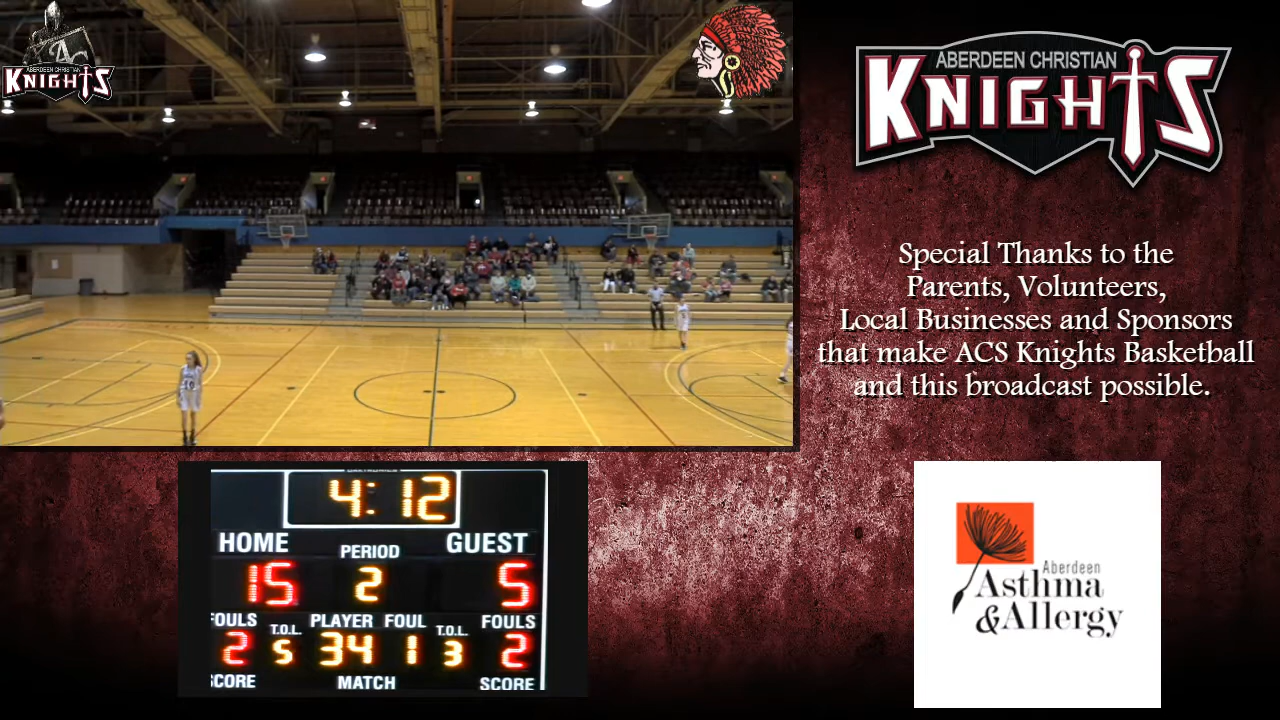 ABERDEEN CHRISTIAN
KNIGHTS
ABERDEEN CHRISTIAN
KNIGHTS
Special Thanks to the
Parents, Volunteers,
Local Businesses and Sponsors
that make ACS Knights Basketball
and this broadcast possible.
4:12
HOME PERIOD GUEST
15 2 5
FOULS PLAYER FOUL FOULS
T.O.L. T.O.L.
2 5 34 1 3 2
SCORE MATCH SCORE
Aberdeen
Asthma
&Allergy